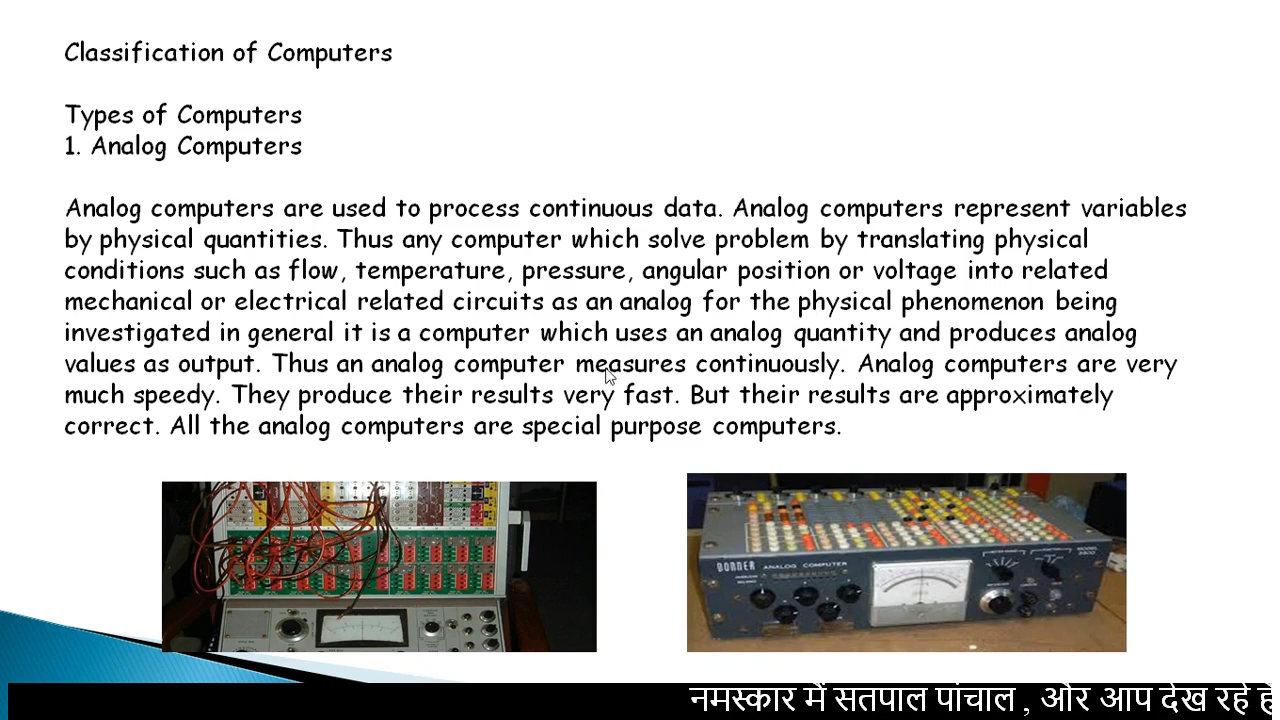 Classification of Computers
Types of Computers
1. Analog Computers
Analog computers are used to process continuous data. Analog computers represent variables
by physical quantities. Thus any computer which solve problem by translating physical
conditions such as flow, temperature, pressure, angular position or voltage into related
mechanical or electrical related circuits as an analog for the physical phenomenon being
investigated in general it is a computer which uses an analog quantity and produces analog
values as output. Thus an analog computer measures continuously. Analog computers are very
much speedy. They produce their results very fast. But their results are approximately
correct. All the analog computers are special purpose computers.
DONNER ANALOG COMPUTER
नमस्कार में सतपाल पांचाल , और आप देख रहे